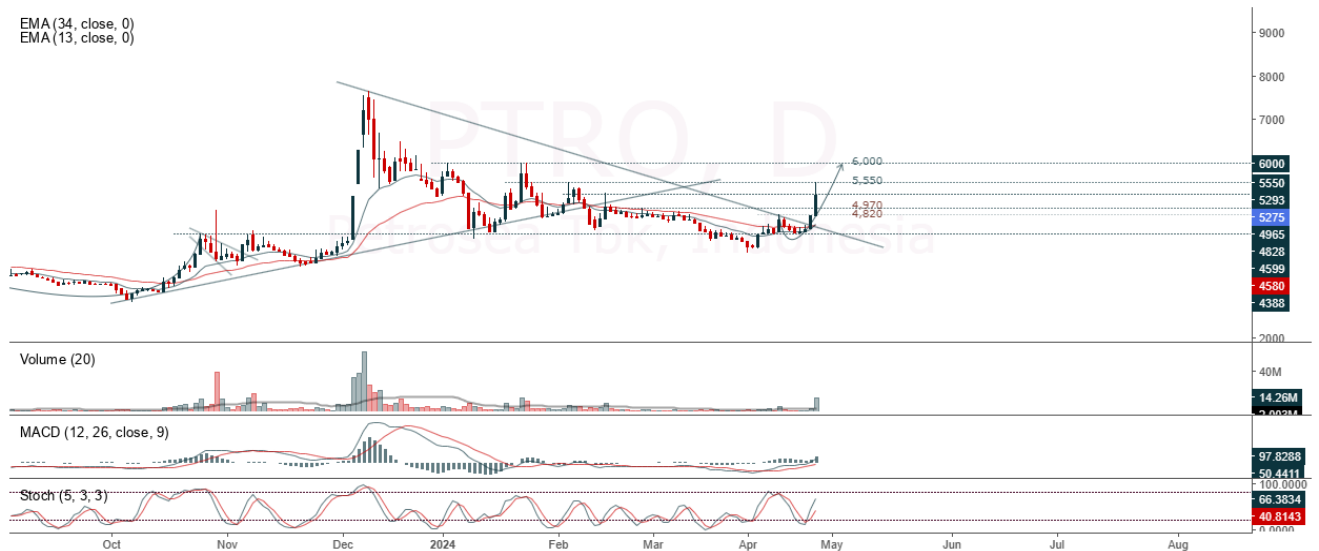 EMA (34, close, 0)
EMA (13, close, 0)
PTRO, D
9000
8000
7000
6,000
6000
5,550
5550
5293
5275
4,970
4,820
4965
4828
4599
4580
4388
2000
Volume (20)
40M
14.26M
MACD (12, 26, close, 9)
97.8288
50.4411
Stoch (5, 3, 3)
100.0000
66.3834
40.8143
0.0000
Oct Nov Dec 2024 Feb Mar Apr May Jun Jul Aug